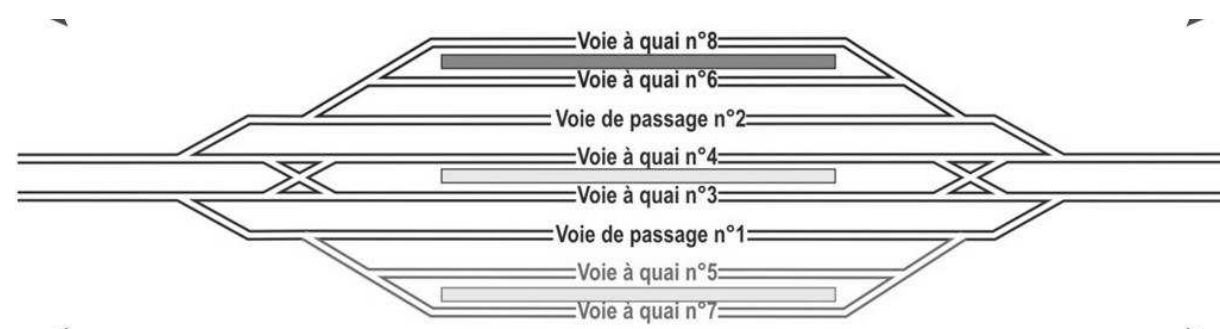 Voie à quai n°8
Voie à quai n°6
Voie de passage n°2
Voie à quai n°4
Voie à quai n°3
Voie de passage n°1
Voie à quai n°5
Voie à quai n°7